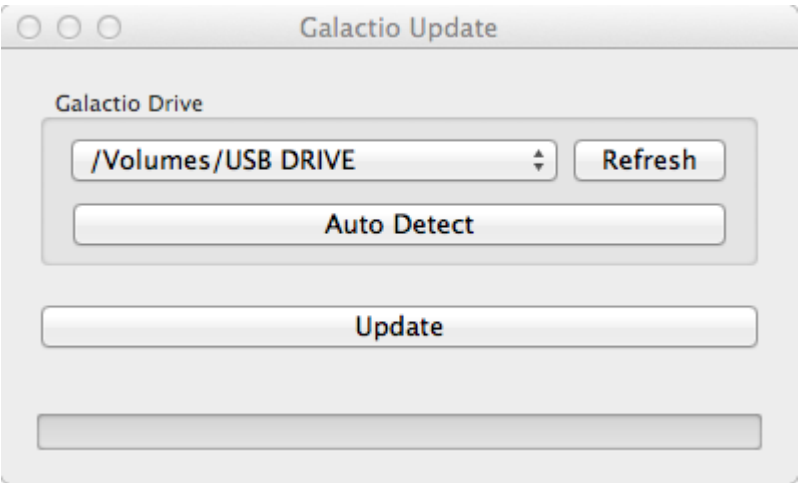 Galactio Update
Galactio Drive
/Volumes/USB DRIVE
Refresh
Auto Detect
Update